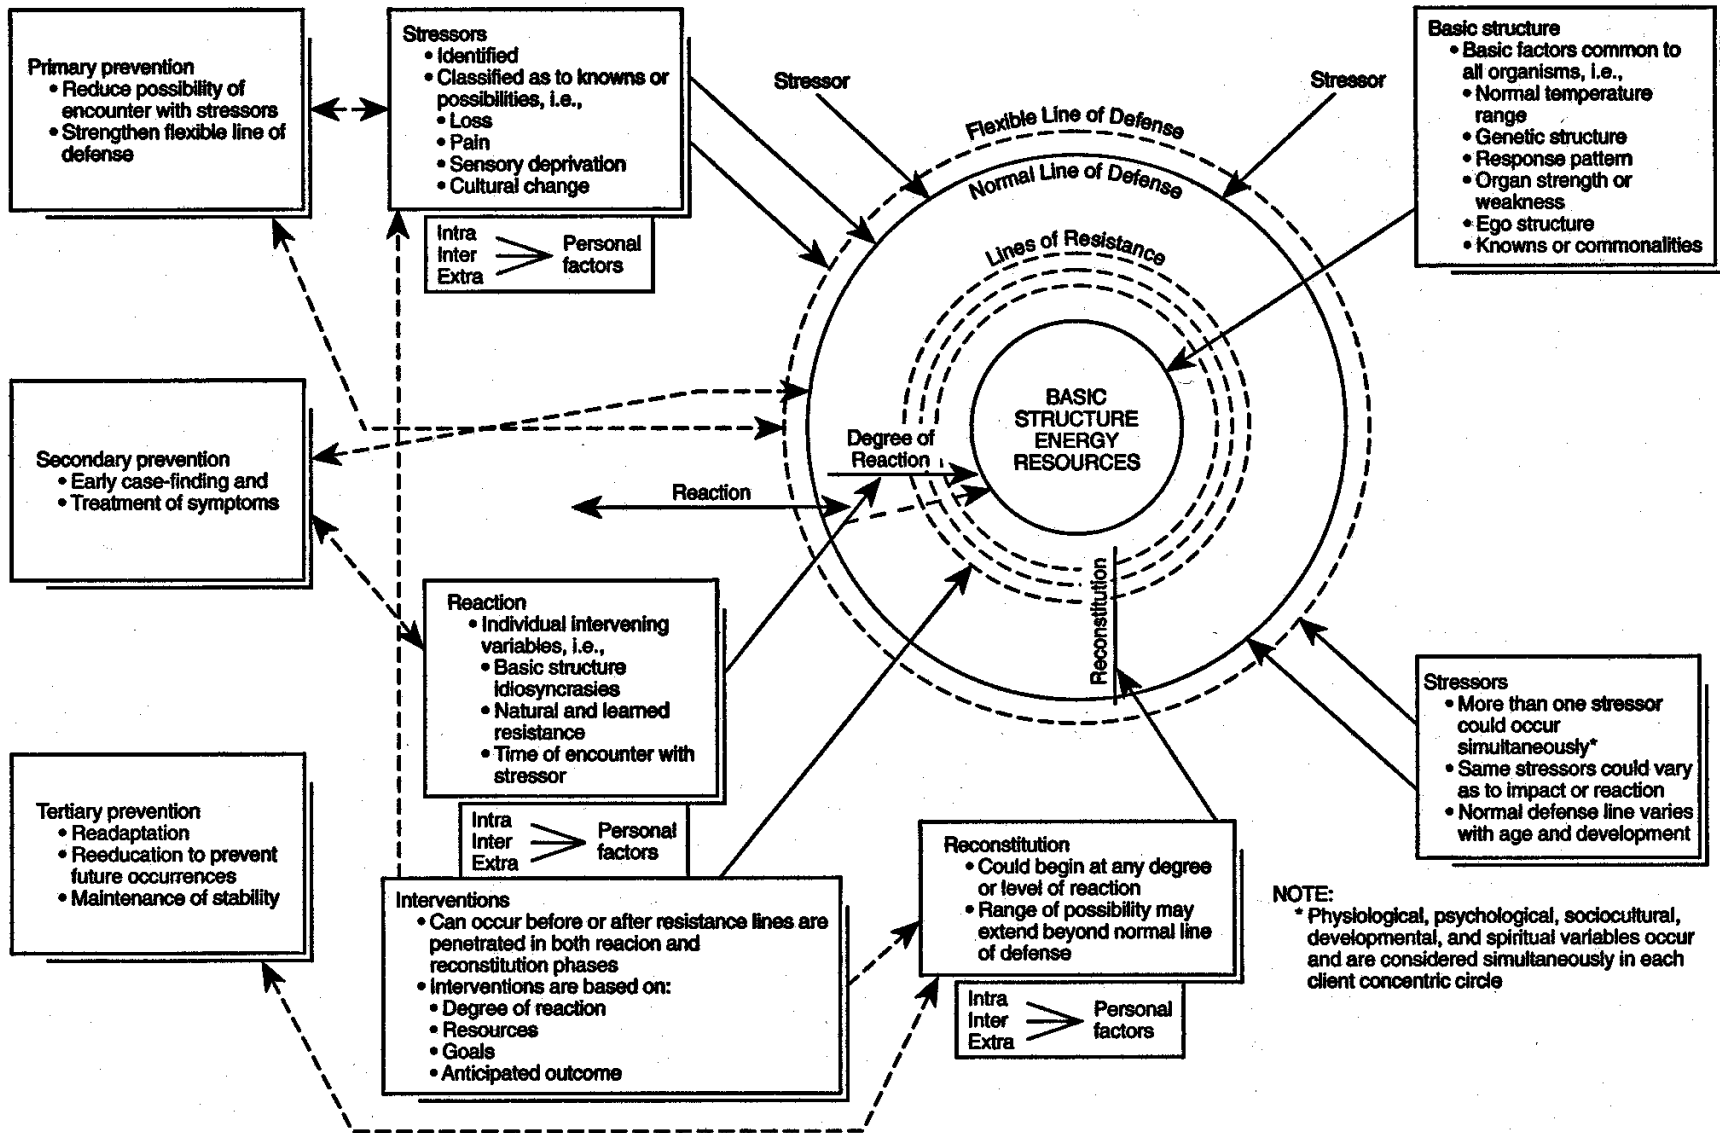 Primary prevention
• Reduce possibility of
encounter with stressors
• Strengthen flexible line of
defense
Stressors
• Identified
• Classified as to knowns or
possibilities, i.e.,
• Loss
• Pain
• Sensory deprivation
• Cultural change
Intra
Inter
Extra
Personal
factors
Stressor
Stressor
Flexible Line of Defense
Normal Line of Defense
Lines of Resistance
BASIC
STRUCTURE
ENERGY
RESOURCES
Degree of
Reaction
Reaction
Reconstitution
Basic structure
• Basic factors common to
all organisms, i.e.,
• Normal temperature
range
• Genetic structure
• Response pattern
• Organ strength or
weakness
• Ego structure
• Knowns or commonalities
Secondary prevention
• Early case-finding and
• Treatment of symptoms
Reaction
• Individual intervening
variables, i.e.,
• Basic structure
idiosyncrasies
• Natural and learned
resistance
• Time of encounter with
stressor
Intra
Inter
Extra
Personal
factors
Stressors
• More than one stressor
could occur
simultaneously*
• Same stressors could vary
as to impact or reaction
• Normal defense line varies
with age and development
Tertiary prevention
• Readaptation
• Reeducation to prevent
future occurrences
• Maintenance of stability
Interventions
• Can occur before or after resistance lines are
penetrated in both reacion and
reconstitution phases
• Interventions are based on:
• Degree of reaction
• Resources
• Goals
• Anticipated outcome
Reconstitution
• Could begin at any degree
or level of reaction
• Range of possibility may
extend beyond normal line
of defense
Intra
Inter
Extra
Personal
factors
NOTE:
* Physiological, psychological, sociocultural,
developmental, and spiritual variables occur
and are considered simultaneously in each
client concentric circle